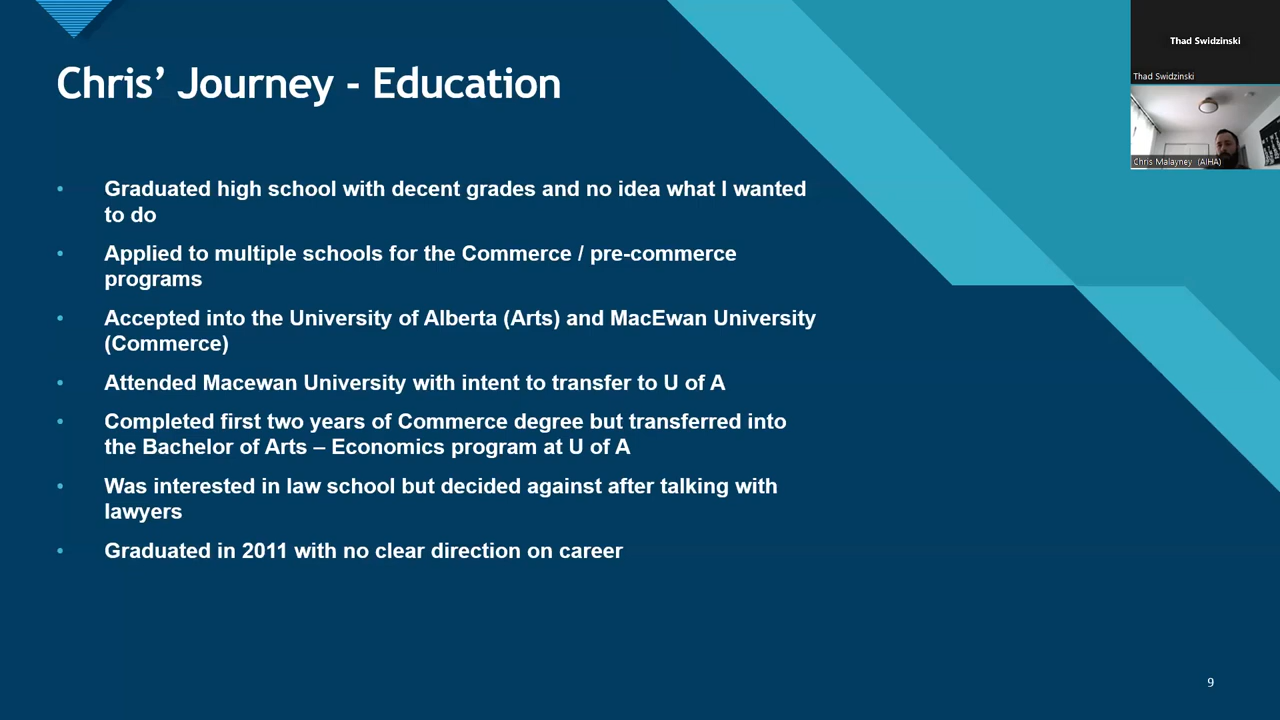 Chris’ Journey - Education
Graduated high school with decent grades and no idea what I wanted
to do
Applied to multiple schools for the Commerce / pre-commerce
programs
Accepted into the University of Alberta (Arts) and MacEwan University
(Commerce)
Attended Macewan University with intent to transfer to U of A
Completed first two years of Commerce degree but transferred into
the Bachelor of Arts – Economics program at U of A
Was interested in law school but decided against after talking with
lawyers
Graduated in 2011 with no clear direction on career
9
Thad Swidzinski
Thad Swidzinski
Chris Malayney (AIHA)